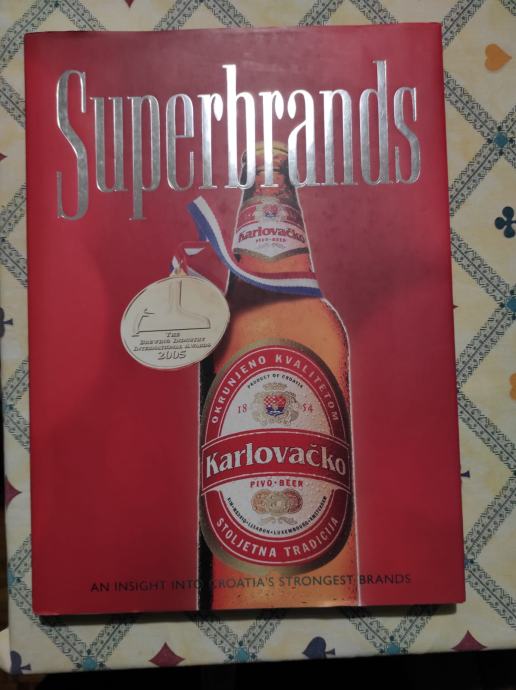 Superbrands
Karlovačko
PIVO·BEER
THE
BREWING INDUSTRY
INTERNATIONAL AWARDS
2005
OKRUNJENO KVALITETOM
PRODUCT OF CROATIA
18 54
Karlovačko
PIVO·BEER
STOLJETNA TRADICIJA
AN INSIGHT INTO CROATIA'S STRONGEST BRANDS